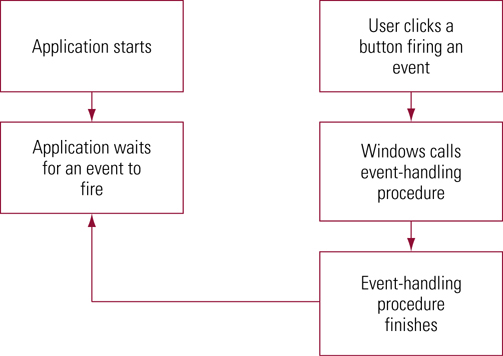 Application starts
Application waits
for an event to
fire
User clicks a
button firing an
event
Windows calls
event-handling
procedure
Event-handling
procedure
finishes